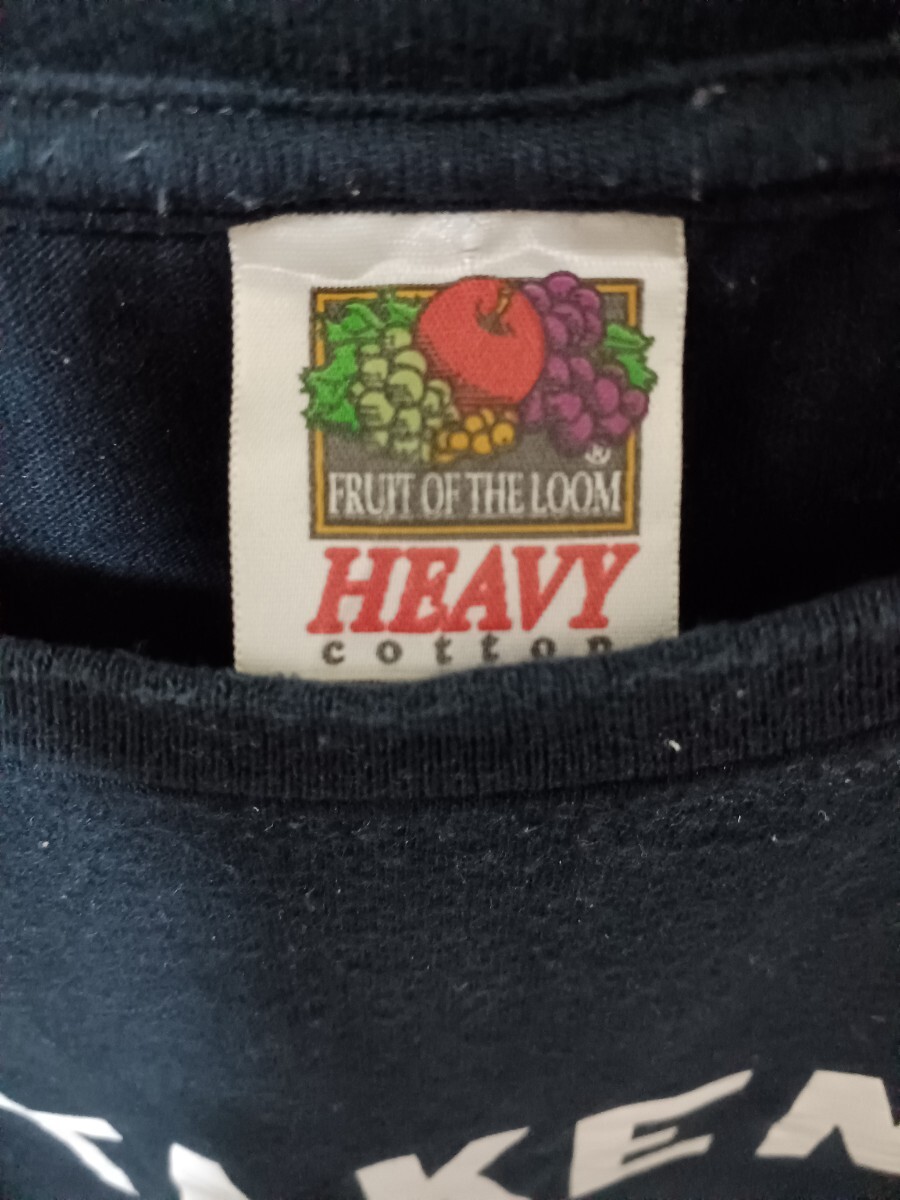 ®
FRUIT OF THE LOOM
HEAVY
cotton